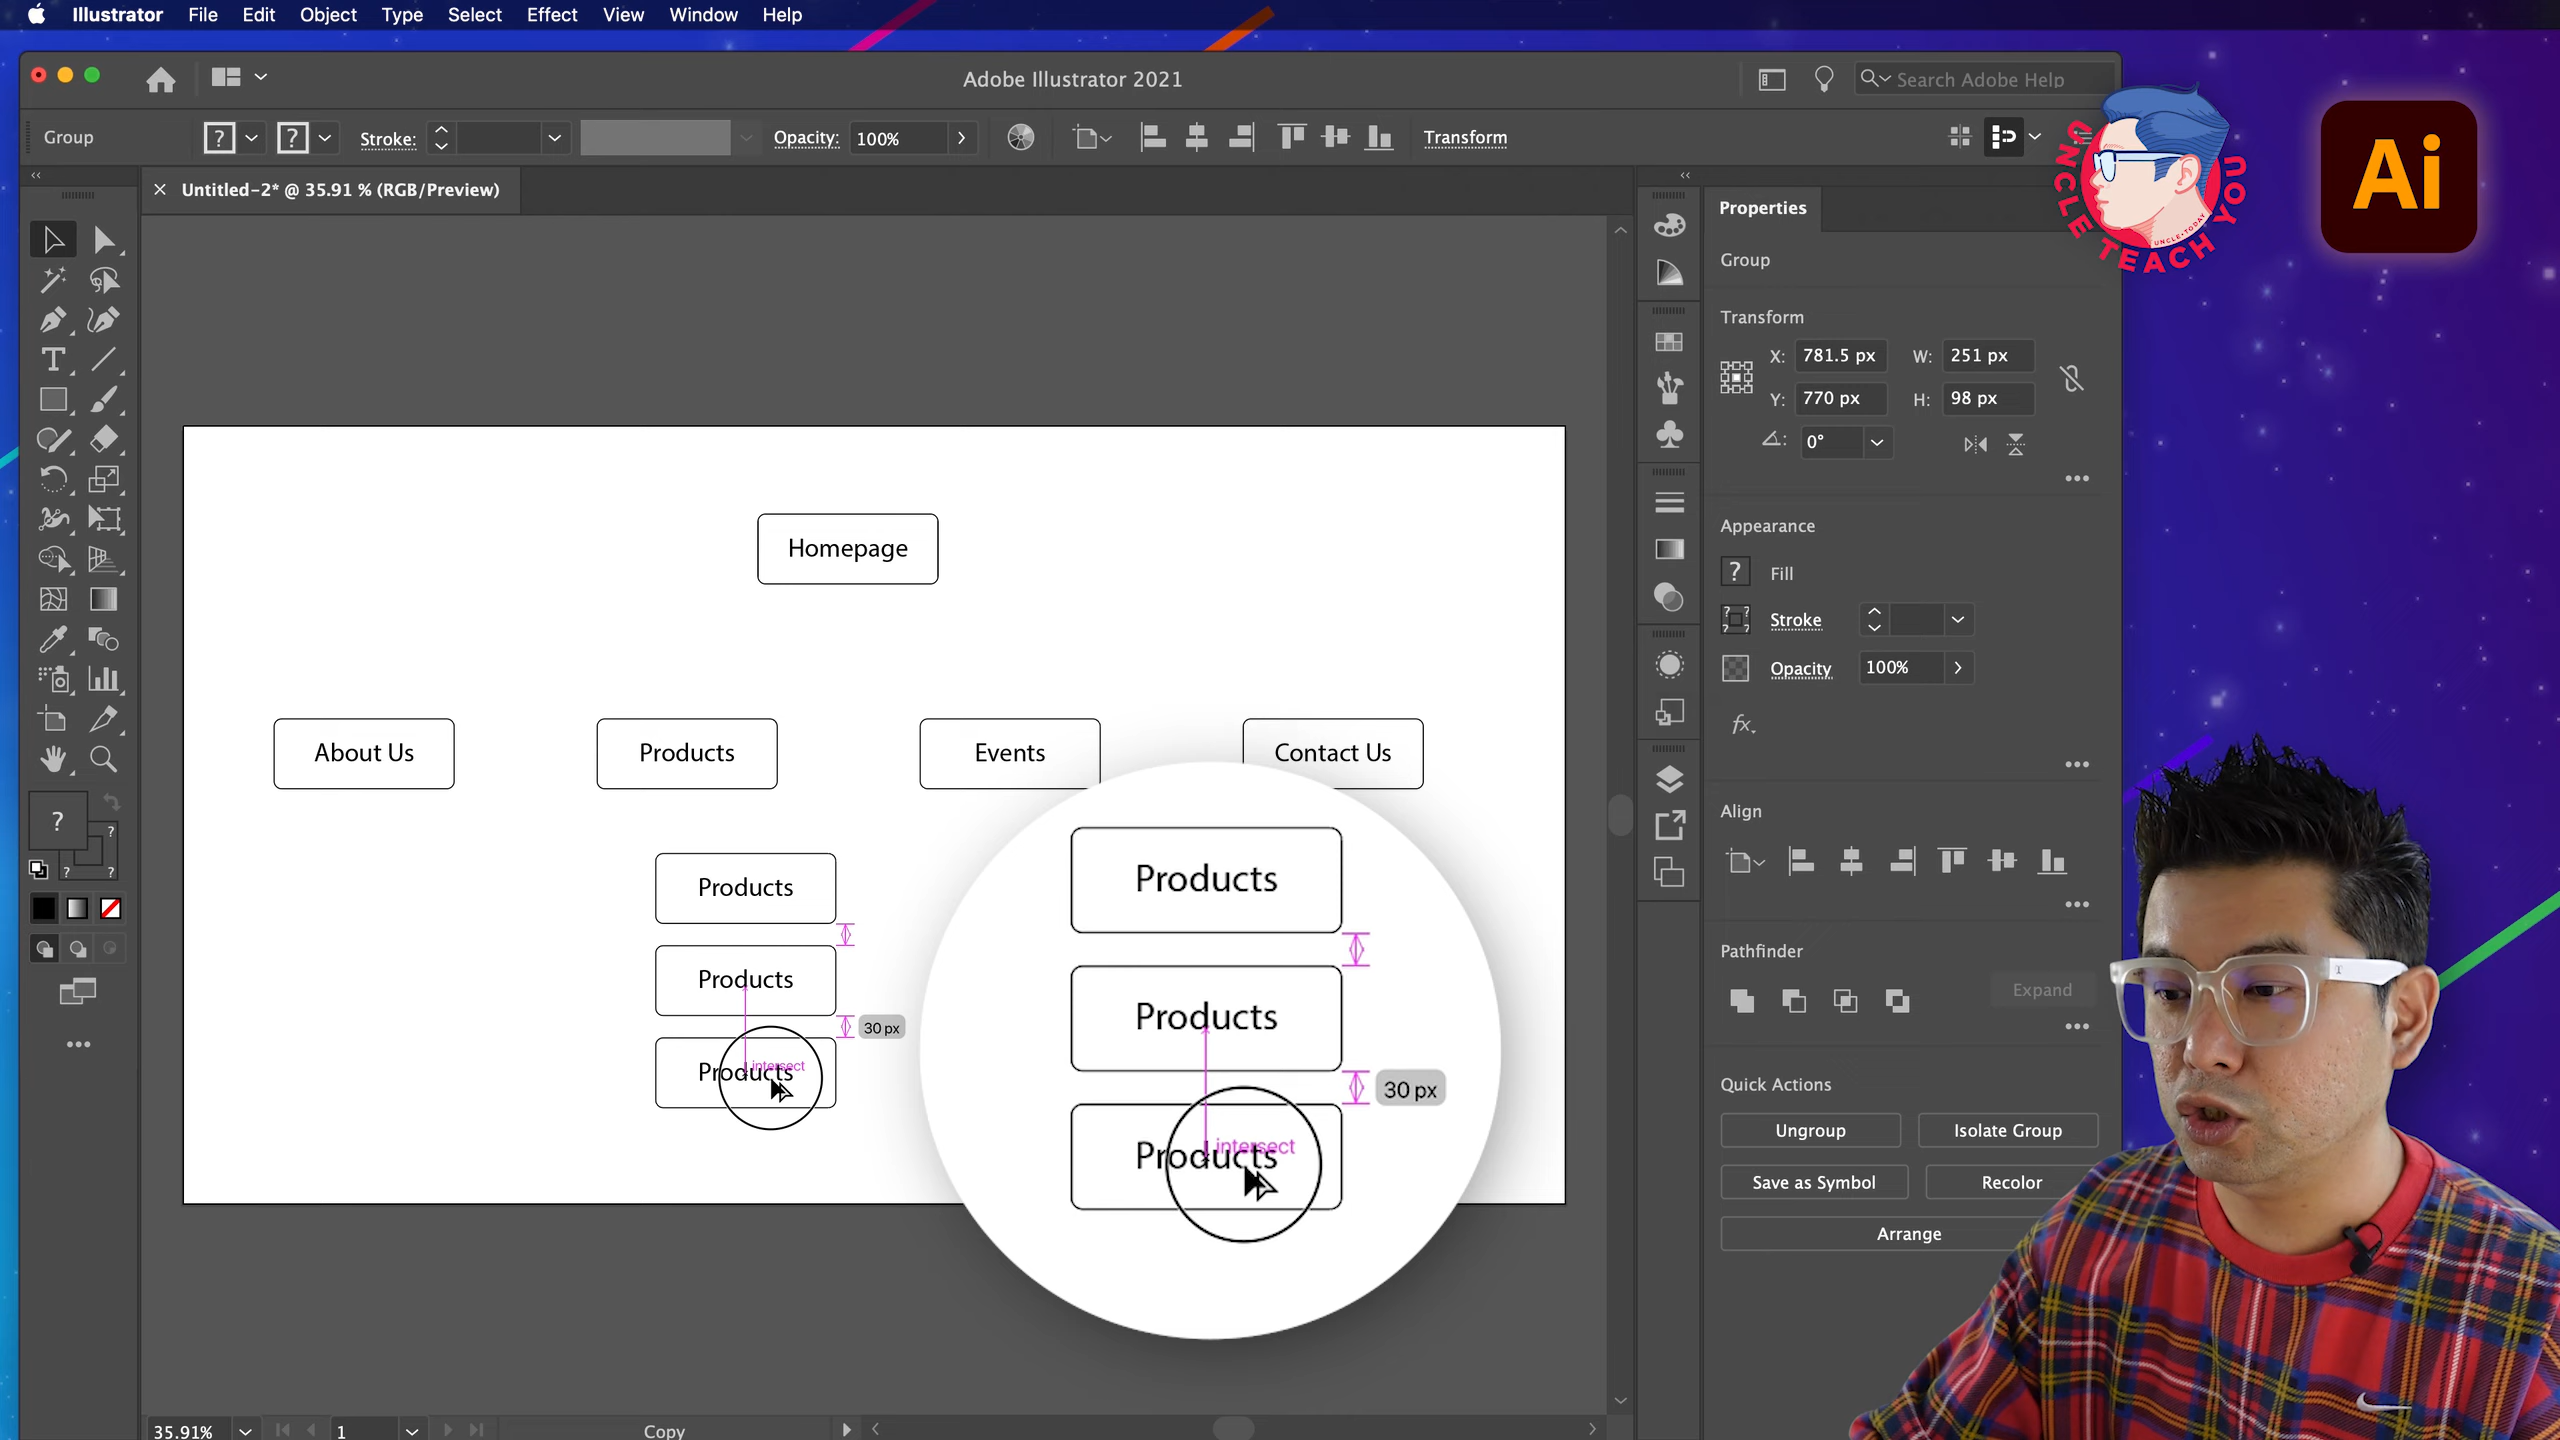 Illustrator File Edit Object Type Select Effect View Window Help
Adobe Illustrator 2021
Search Adobe Help
Group
? ? Stroke: Opacity: 100% Transform
Untitled-2* @ 35.91 % (RGB/Preview)
UNCLE TEACH YOU
UNCLE•TODAY
Ai
Properties
Group
Transform
X: 781.5 px W: 251 px
Y: 770 px H: 98 px
0°
Appearance
? Fill
Stroke
Opacity 100%
fx
Align
Pathfinder
Expand
Quick Actions
Ungroup Isolate Group
Save as Symbol Recolor
Arrange
Homepage
About Us Products Events Contact Us
Products
Products
30 px
intersect
Products
Products
Products
30 px
intersect
Products
? ?
? ?
35.91% 1 Copy